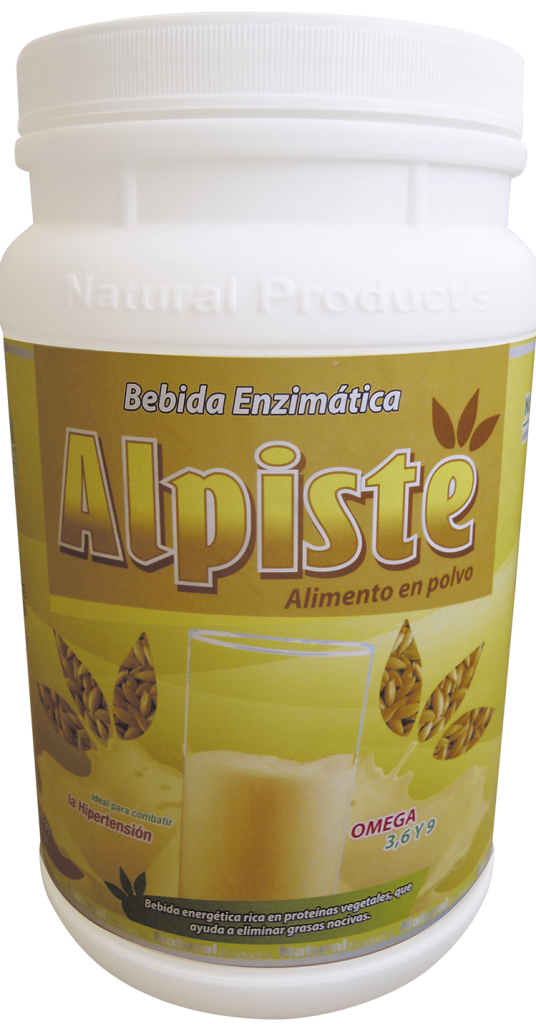 Natural Product's
Bebida Enzimática
Alpiste
Alimento en polvo
Ideal para combatir
la Hipertensión
OMEGA
3,6 Y 9
Bebida energética rica en proteínas vegetales, que
ayuda a eliminar grasas nocivas.
Natural